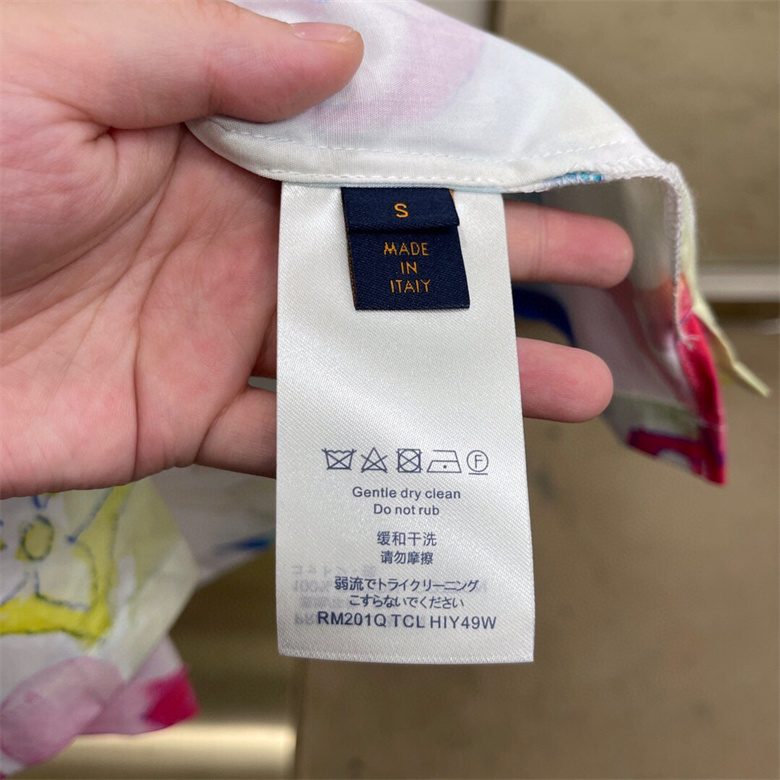 S
MADE
IN
ITALY
F
Gentle dry clean
Do not rub
缓和干洗
请勿摩擦
弱流でトライクリーニング
こすらないでください
RM201Q TCL HIY49W